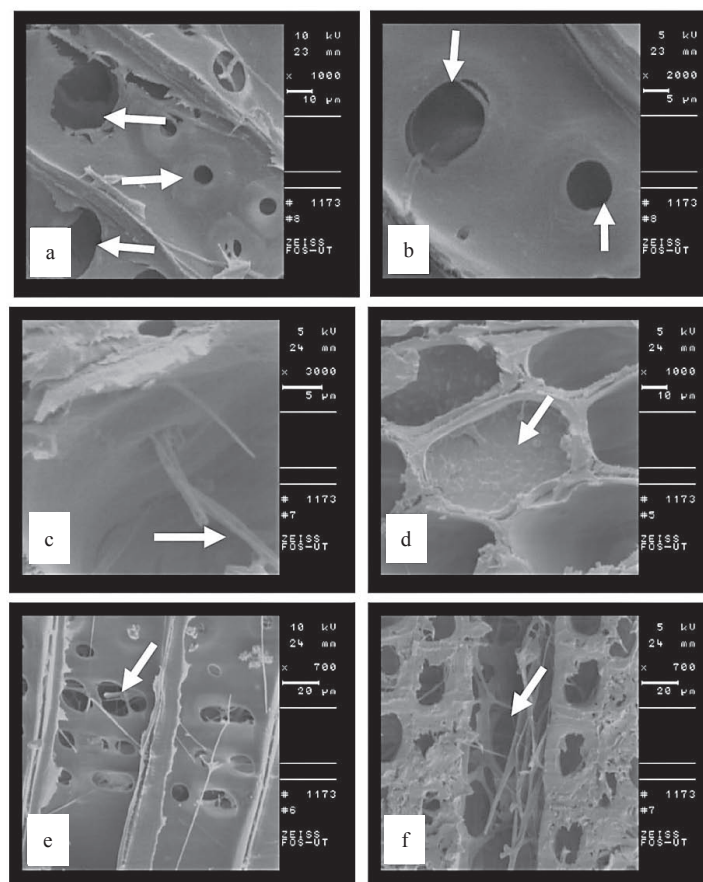 10 kV
23 mm
x 1000
10 µm
# 1173
#8
ZEISS
FOS-UT
a
5 kV
23 mm
x 2000
5 µm
# 1173
#8
ZEISS
FOS-UT
b
5 kV
24 mm
x 3000
5 µm
# 1173
#7
ZEISS
FOS-UT
c
5 kV
24 mm
x 1000
10 µm
# 1173
#5
ZEISS
FOS-UT
d
10 kV
24 mm
x 700
20 µm
# 1173
#6
ZEISS
FOS-UT
e
5 kV
24 mm
x 700
20 µm
# 1173
#7
ZEISS
FOS-UT
f